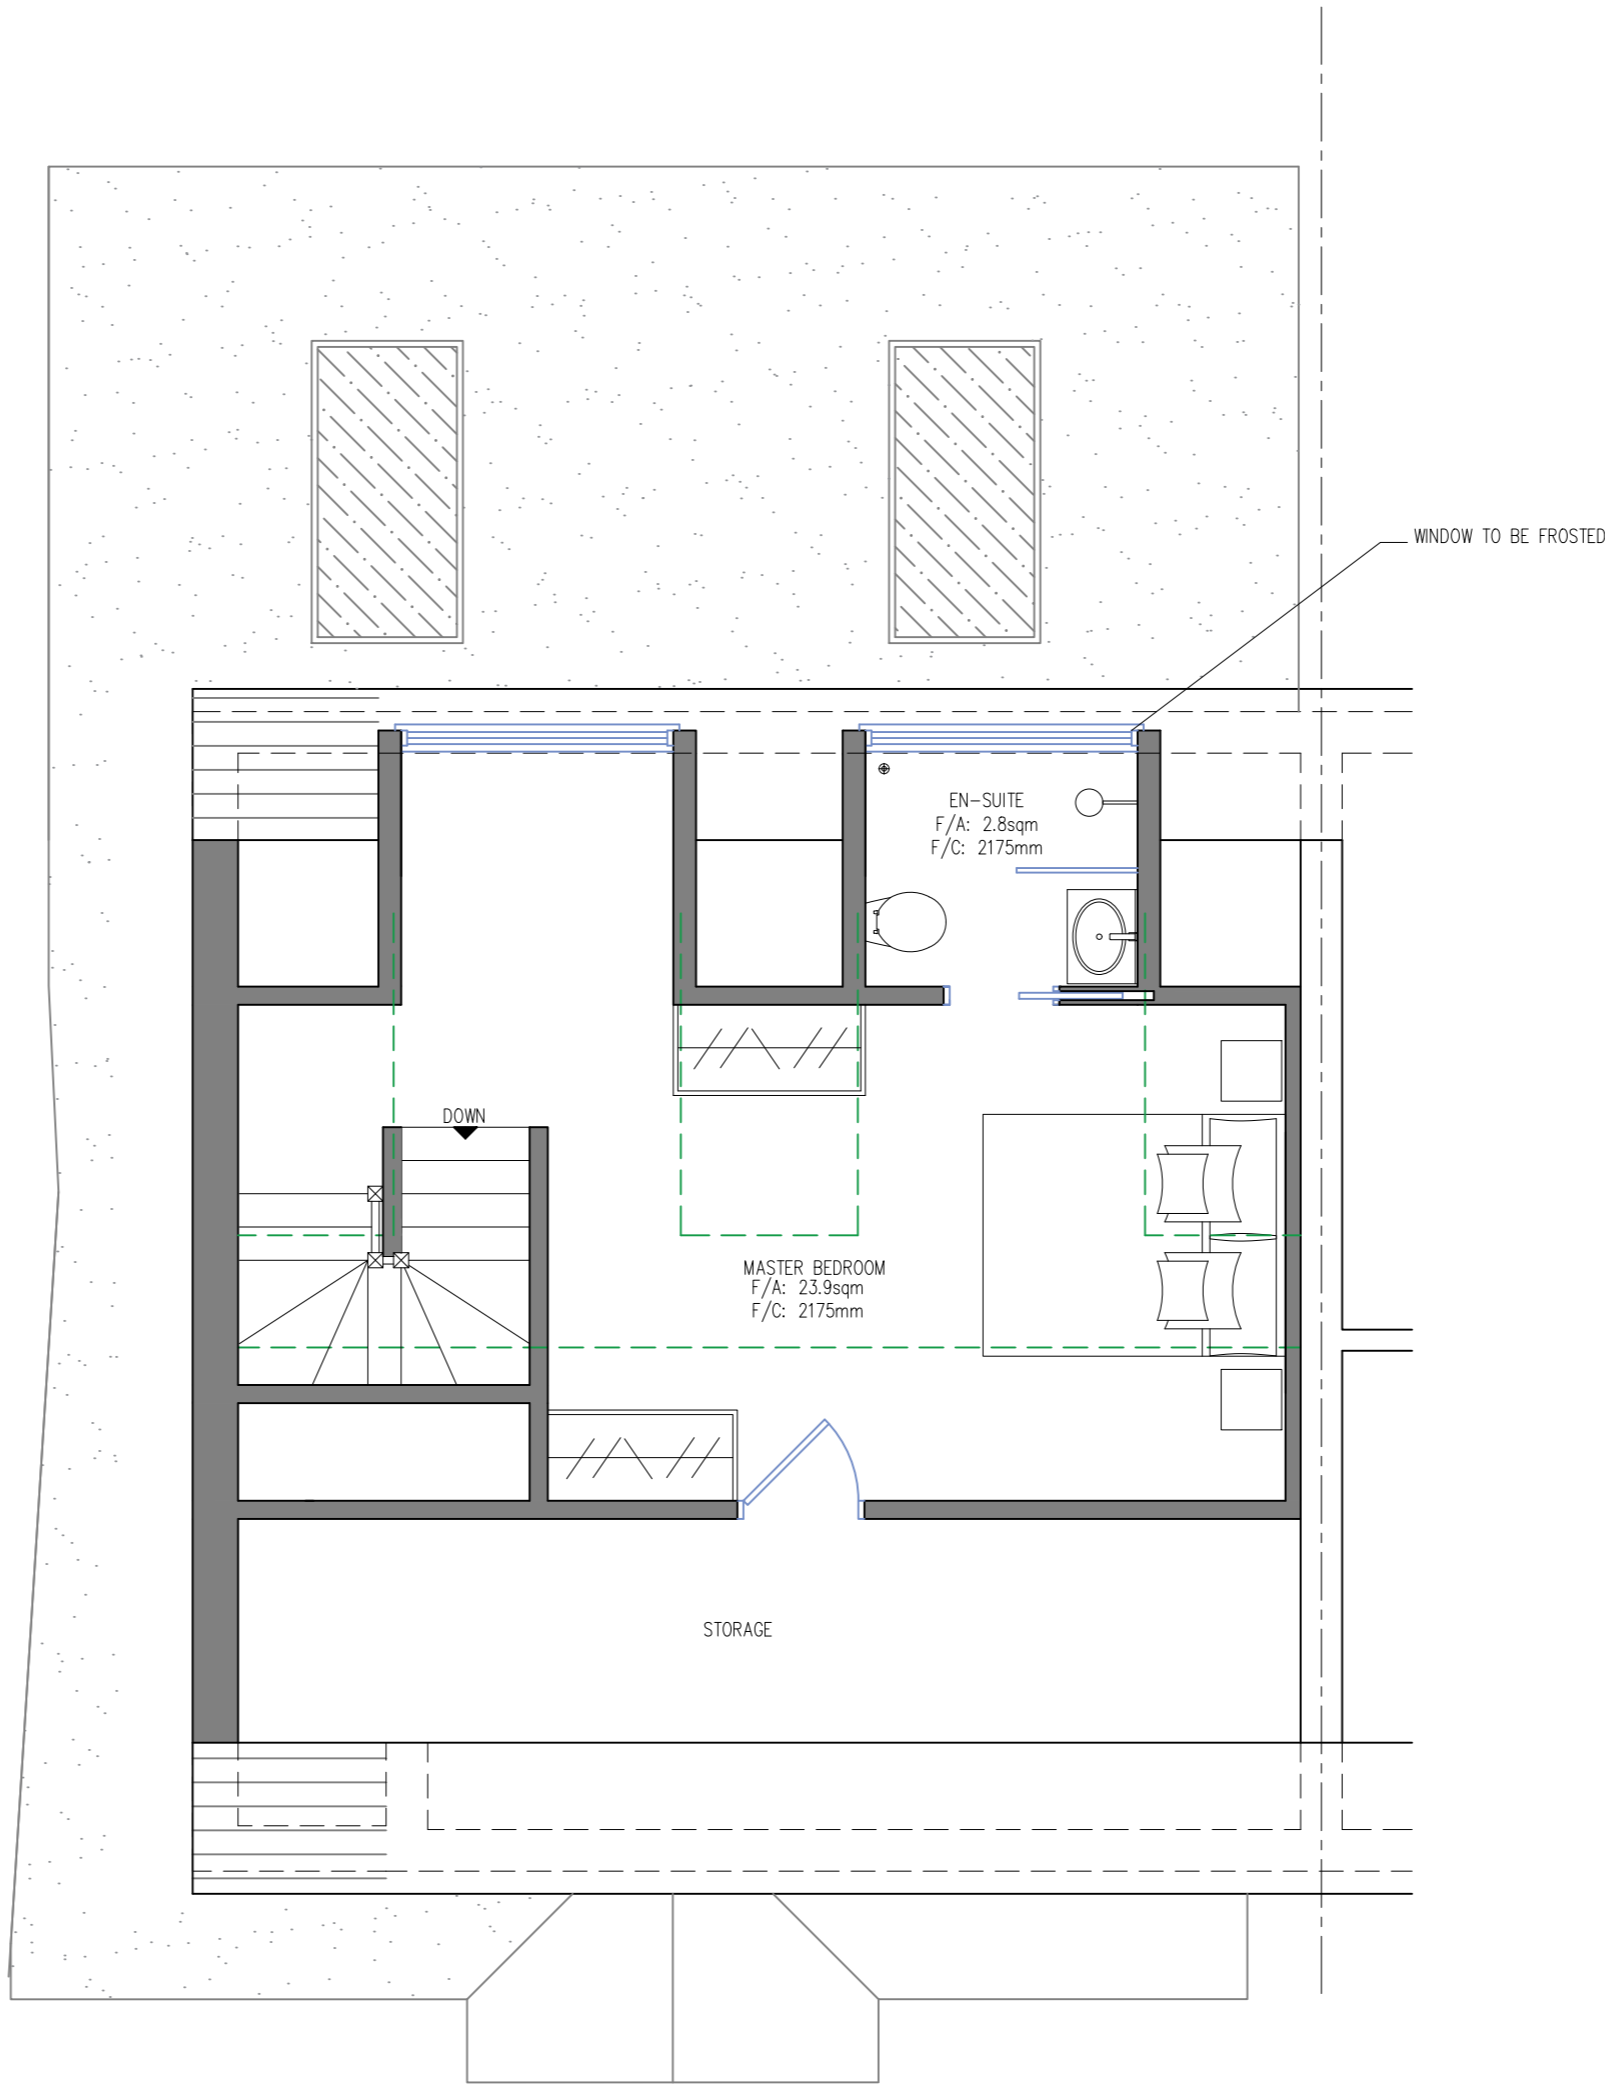 WINDOW TO BE FROSTED
EN-SUITE
F/A: 2.8sqm
F/C: 2175mm
DOWN
MASTER BEDROOM
F/A: 23.9sqm
F/C: 2175mm
STORAGE